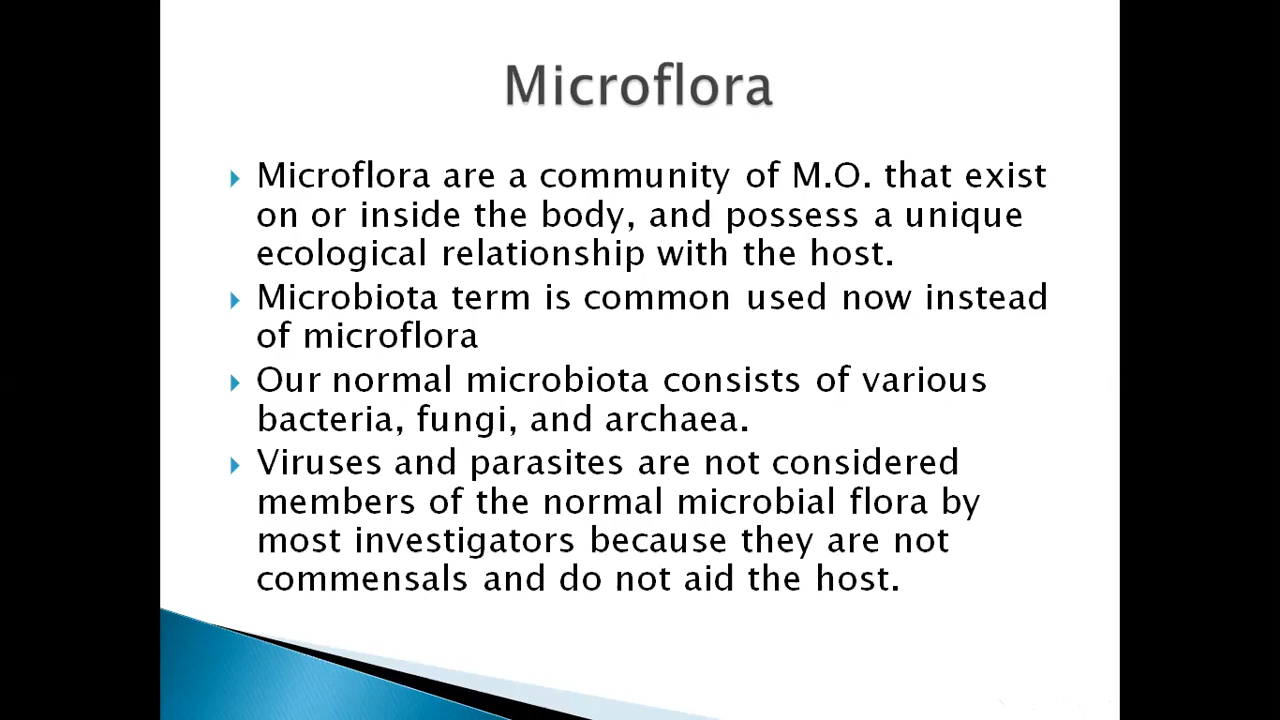 Microflora
Microflora are a community of M.O. that exist
on or inside the body, and possess a unique
ecological relationship with the host.
Microbiota term is common used now instead
of microflora
Our normal microbiota consists of various
bacteria, fungi, and archaea.
Viruses and parasites are not considered
members of the normal microbial flora by
most investigators because they are not
commensals and do not aid the host.